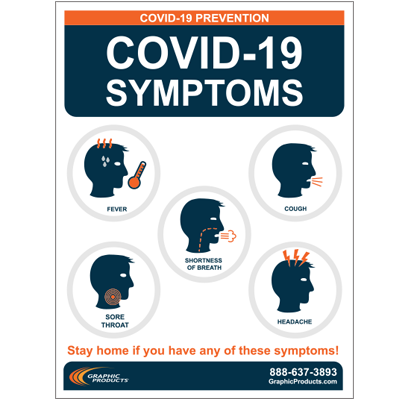 COVID-19 PREVENTION
COVID-19
SYMPTOMS
FEVER
COUGH
SHORTNESS
OF BREATH
SORE
THROAT
HEADACHE
Stay home if you have any of these symptoms!
GRAPHIC
PRODUCTS®
888-637-3893
GraphicProducts.com